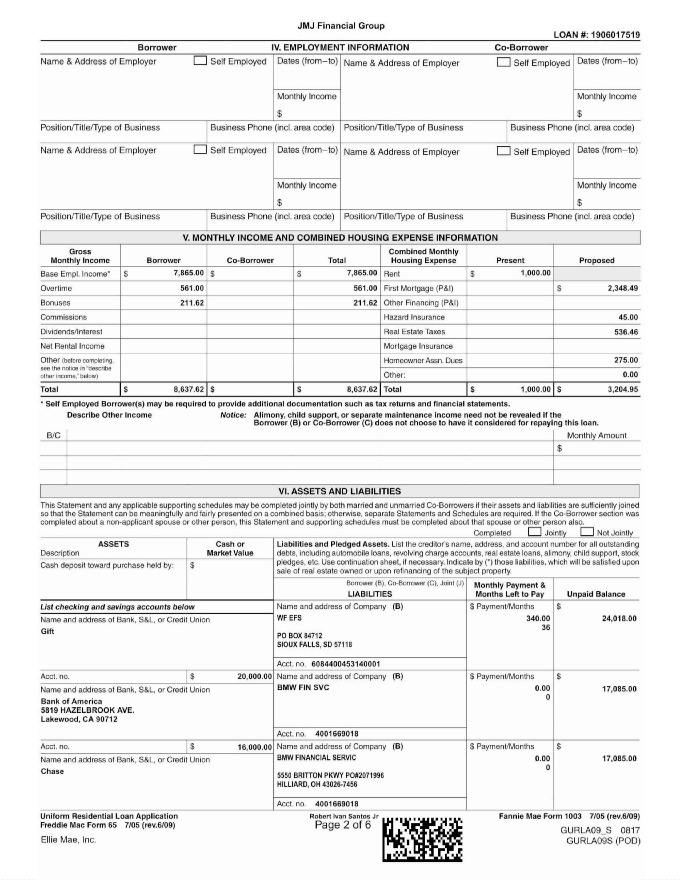 JMJ Financial Group
LOAN #: 1906017519
Borrower IV. EMPLOYMENT INFORMATION Co-Borrower
Name & Address of Employer Self Employed Dates (from–to) Name & Address of Employer Self Employed Dates (from–to)
Monthly Income Monthly Income
$ $
Position/Title/Type of Business Business Phone (incl. area code) Position/Title/Type of Business Business Phone (incl. area code)
Name & Address of Employer Self Employed Dates (from–to) Name & Address of Employer Self Employed Dates (from–to)
Monthly Income Monthly Income
$ $
Position/Title/Type of Business Business Phone (incl. area code) Position/Title/Type of Business Business Phone (incl. area code)
V. MONTHLY INCOME AND COMBINED HOUSING EXPENSE INFORMATION
Gross Combined Monthly
Monthly Income Borrower Co-Borrower Total Housing Expense Present Proposed
Base Empl. Income* $ 7,865.00 $ $ 7,865.00 Rent $ 1,000.00
Overtime 561.00 561.00 First Mortgage (P&I) $ 2,348.49
Bonuses 211.62 211.62 Other Financing (P&I)
Commissions Hazard Insurance 45.00
Dividends/Interest Real Estate Taxes 536.46
Net Rental Income Mortgage Insurance
Other (before completing, Homeowner Assn. Dues 275.00
see the notice in "describe
other income," below) Other: 0.00
Total $ 8,637.62 $ $ 8,637.62 Total $ 1,000.00 $ 3,204.95
* Self Employed Borrower(s) may be required to provide additional documentation such as tax returns and financial statements.
Describe Other Income Notice: Alimony, child support, or separate maintenance income need not be revealed if the
Borrower (B) or Co-Borrower (C) does not choose to have it considered for repaying this loan.
B/C Monthly Amount
$
VI. ASSETS AND LIABILITIES
This Statement and any applicable supporting schedules may be completed jointly by both married and unmarried Co-Borrowers if their assets and liabilities are sufficiently joined
so that the Statement can be meaningfully and fairly presented on a combined basis; otherwise, separate Statements and Schedules are required. If the Co-Borrower section was
completed about a non-applicant spouse or other person, this Statement and supporting schedules must be completed about that spouse or other person also.
Completed Jointly Not Jointly
ASSETS Cash or Liabilities and Pledged Assets. List the creditor's name, address, and account number for all outstanding
Description Market Value debts, including automobile loans, revolving charge accounts, real estate loans, alimony, child support, stock
Cash deposit toward purchase held by: $ pledges, etc. Use continuation sheet, if necessary. Indicate by (*) those liabilities, which will be satisfied upon
sale of real estate owned or upon refinancing of the subject property.
Borrower (B), Co-Borrower (C), Joint (J) Monthly Payment &
LIABILITIES Months Left to Pay Unpaid Balance
List checking and savings accounts below Name and address of Company (B) $ Payment/Months $
Name and address of Bank, S&L, or Credit Union WF EFS 340.00 24,018.00
Gift 36
PO BOX 84712
SIOUX FALLS, SD 57118
Acct. no. 6084400453140001
Acct. no. $ 20,000.00 Name and address of Company (B) $ Payment/Months $
Name and address of Bank, S&L, or Credit Union BMW FIN SVC 0.00 17,085.00
Bank of America 0
5819 HAZELBROOK AVE.
Lakewood, CA 90712
Acct. no. 4001669018
Acct. no. $ 16,000.00 Name and address of Company (B) $ Payment/Months $
Name and address of Bank, S&L, or Credit Union BMW FINANCIAL SERVIC 0.00 17,085.00
Chase 0
5550 BRITTON PKWY PO#2071996
HILLIARD, OH 43026-7456
Acct. no. 4001669018
Uniform Residential Loan Application Robert Ivan Santos Jr Fannie Mae Form 1003 7/05 (rev.6/09)
Freddie Mac Form 65 7/05 (rev.6/09) Page 2 of 6
GURLA09_S 0817
Ellie Mae, Inc. GURLA09S (POD)